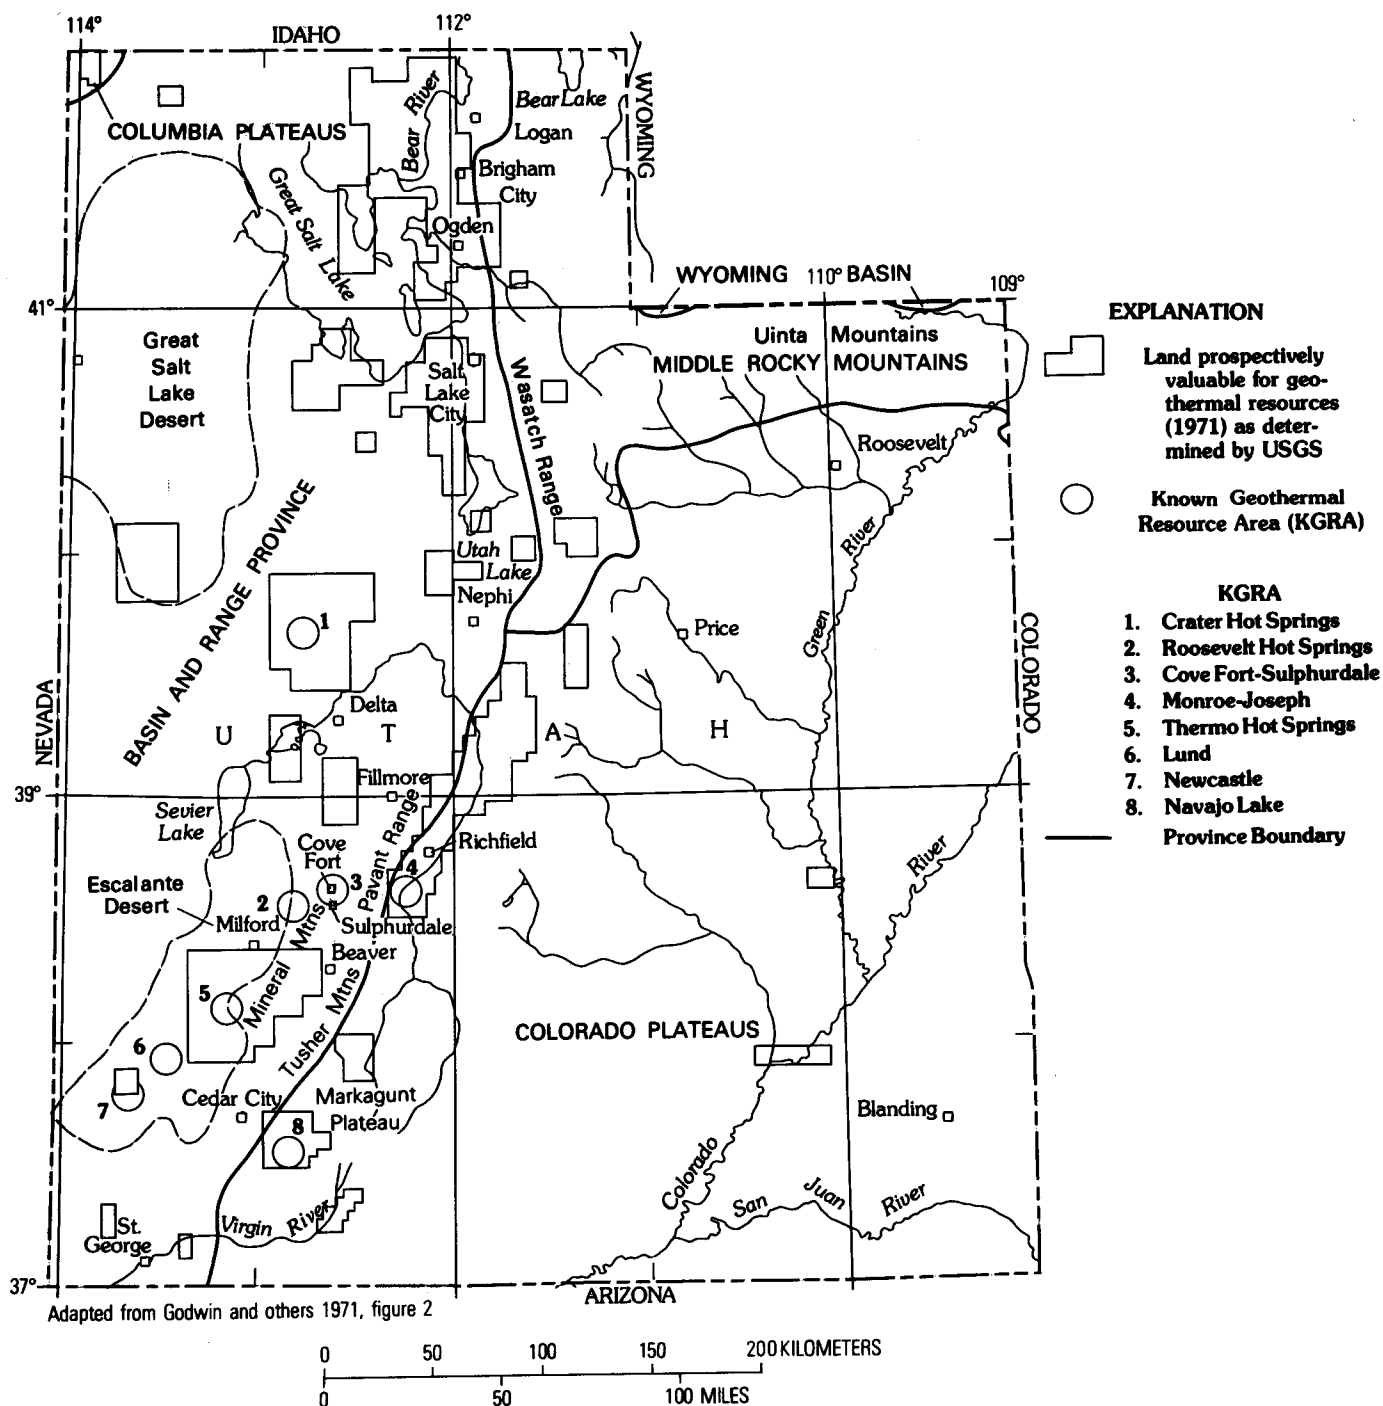 114°
112°
IDAHO
WYOMING
Bear River
Bear Lake
Logan
COLUMBIA PLATEAUS
Brigham
City
Great Salt Lake
Ogden
WYOMING BASIN
110°
109°
41°
Great
Salt
Lake
Desert
Uinta Mountains
MIDDLE ROCKY MOUNTAINS
Salt
Lake
City
Wasatch Range
Roosevelt
BASIN AND RANGE PROVINCE
Utah
Lake
Nephi
Green River
Price
1
NEVADA
COLORADO
Delta
U T A H
Fillmore
39°
Sevier
Lake
Pavant Range
Richfield
Cove
Fort
3
4
Escalante
Desert
2
Milford
Sulphurdale
Beaver
Mineral Mtns
5
Tusher Mtns
COLORADO PLATEAUS
River
6
7
Cedar City
Markagunt
Plateau
8
Blanding
Colorado
San Juan River
St.
George
Virgin River
37°
ARIZONA
EXPLANATION
Land prospectively
valuable for geo-
thermal resources
(1971) as deter-
mined by USGS
Known Geothermal
Resource Area (KGRA)
KGRA
1. Crater Hot Springs
2. Roosevelt Hot Springs
3. Cove Fort-Sulphurdale
4. Monroe-Joseph
5. Thermo Hot Springs
6. Lund
7. Newcastle
8. Navajo Lake
Province Boundary
Adapted from Godwin and others 1971, figure 2
0 50 100 150 200 KILOMETERS
0 50 100 MILES